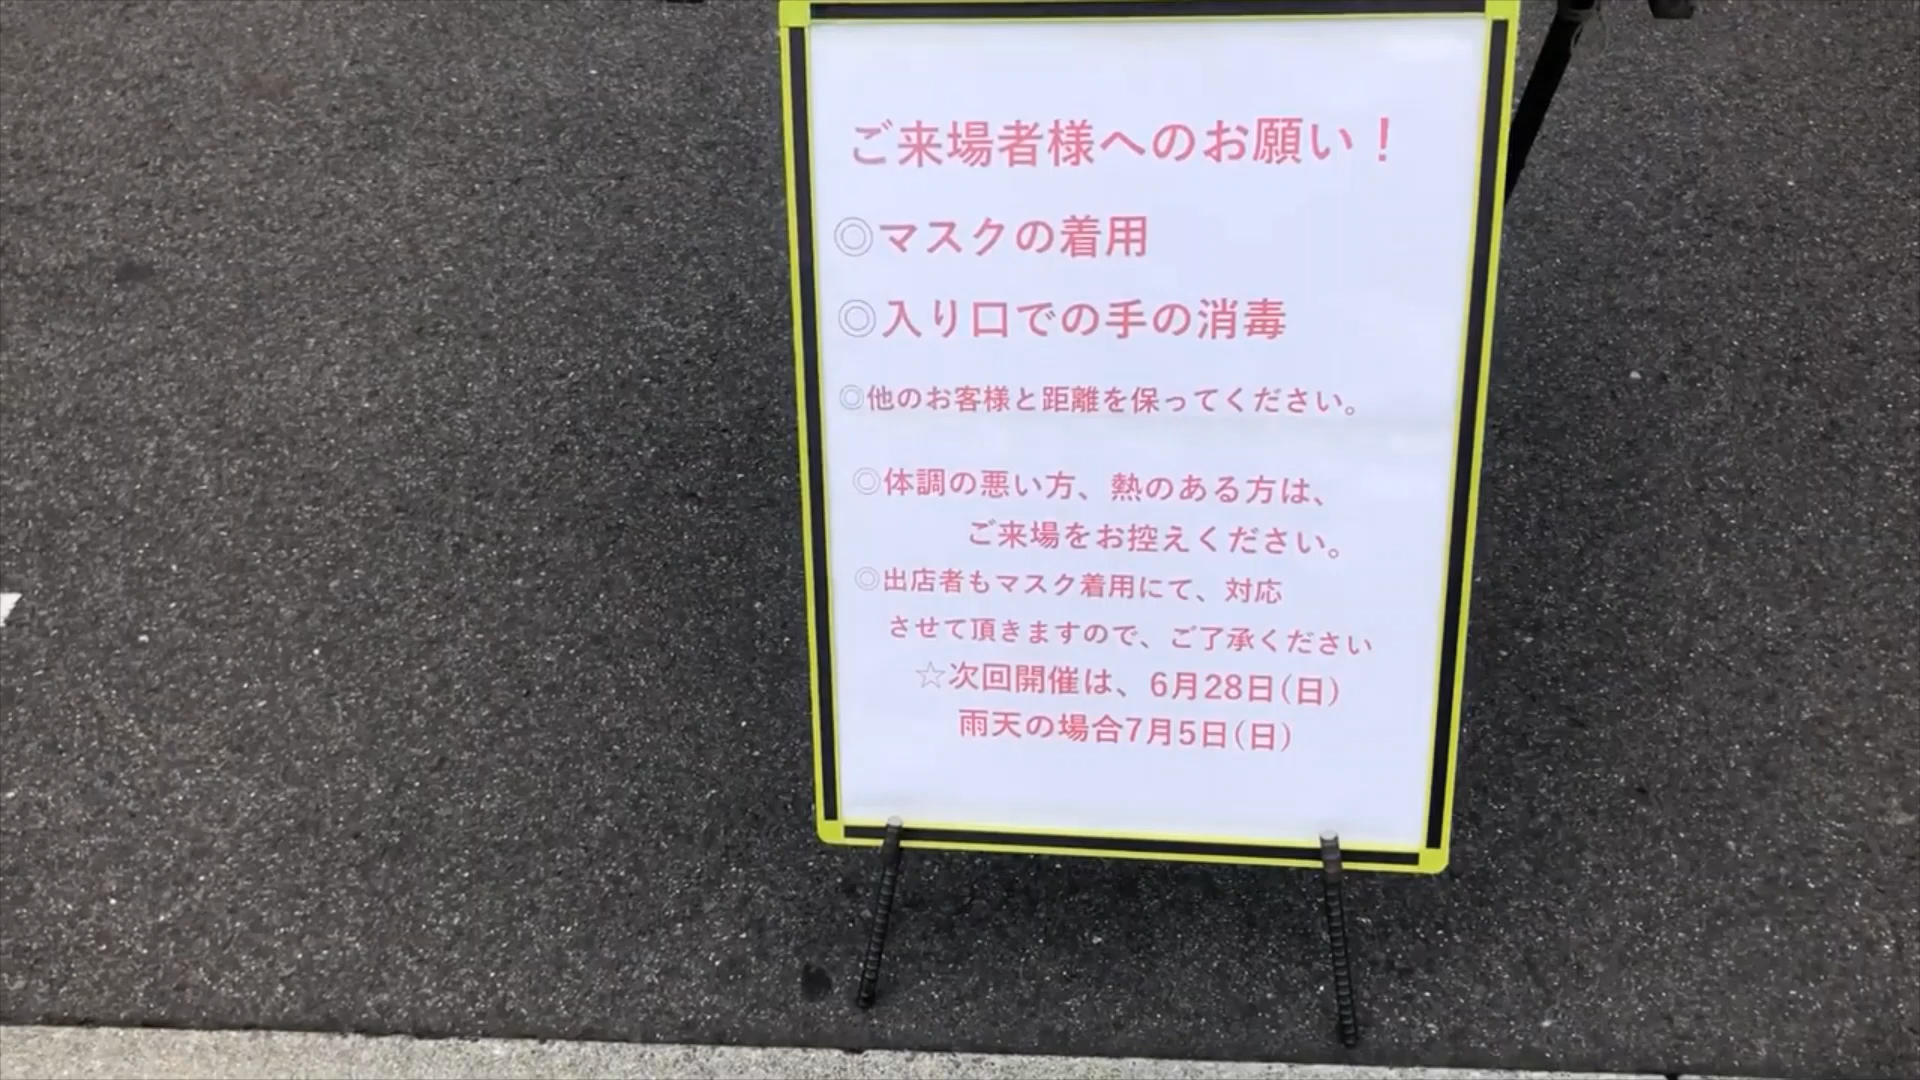 ご来場者様へのお願い！
◎マスクの着用
◎入り口での手の消毒
◎他のお客様と距離を保ってください。
◎体調の悪い方、熱のある方は、
ご来場をお控えください。
◎出店者もマスク着用にて、対応
させて頂きますので、ご了承ください
☆次回開催は、6月28日(日)
雨天の場合7月5日(日)